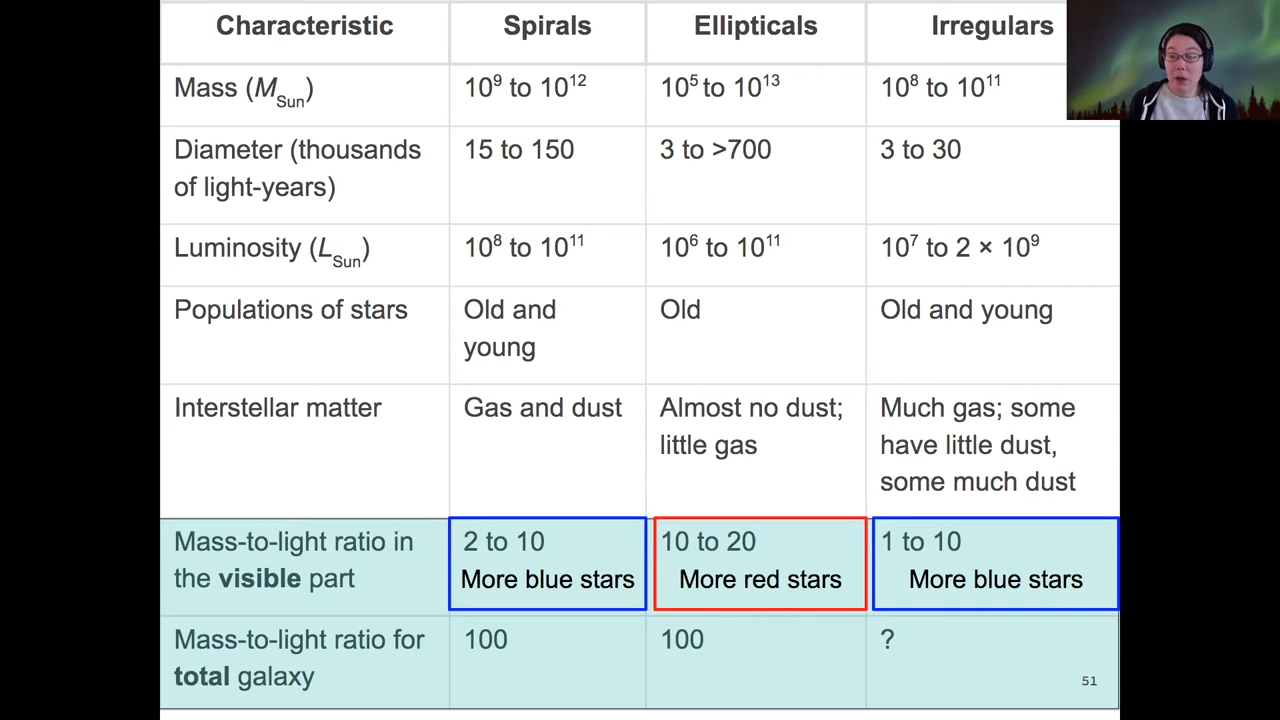 Characteristic Spirals Ellipticals Irregulars
Mass (M_Sun) 10⁹ to 10¹² 10⁵ to 10¹³ 10⁸ to 10¹¹
Diameter (thousands 15 to 150 3 to >700 3 to 30
of light-years)
Luminosity (L_Sun) 10⁸ to 10¹¹ 10⁶ to 10¹¹ 10⁷ to 2 × 10⁹
Populations of stars Old and Old Old and young
young
Interstellar matter Gas and dust Almost no dust; Much gas; some
little gas have little dust,
some much dust
Mass-to-light ratio in 2 to 10 10 to 20 1 to 10
the visible part More blue stars More red stars More blue stars
Mass-to-light ratio for 100 100 ?
total galaxy
51